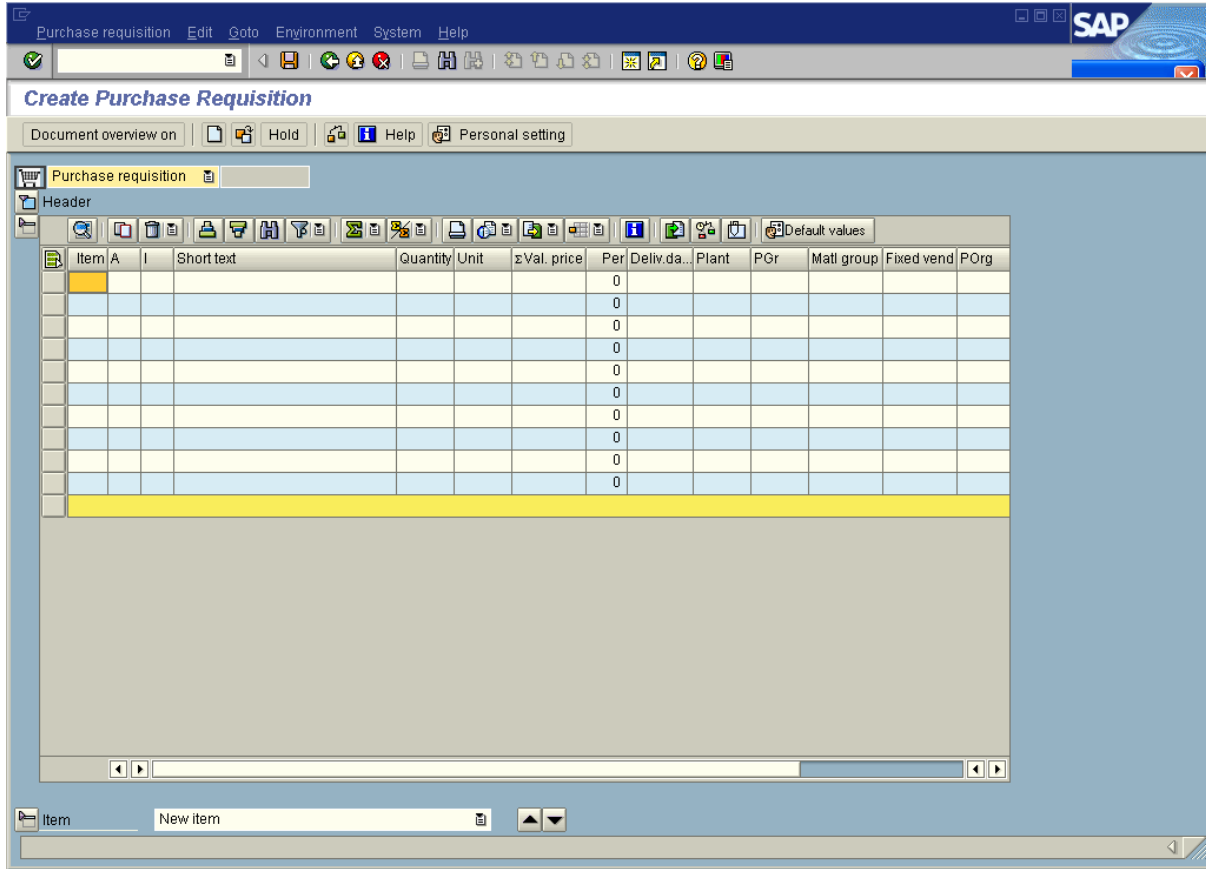 Purchase requisition Edit Goto Environment System Help
SAP
Create Purchase Requisition
Document overview on Hold Help Personal setting
Purchase requisition
Header
Default values
Item A I Short text Quantity Unit ΣVal. price Per Deliv.da... Plant PGr Matl group Fixed vend POrg
0
0
0
0
0
0
0
0
0
0
Item New item